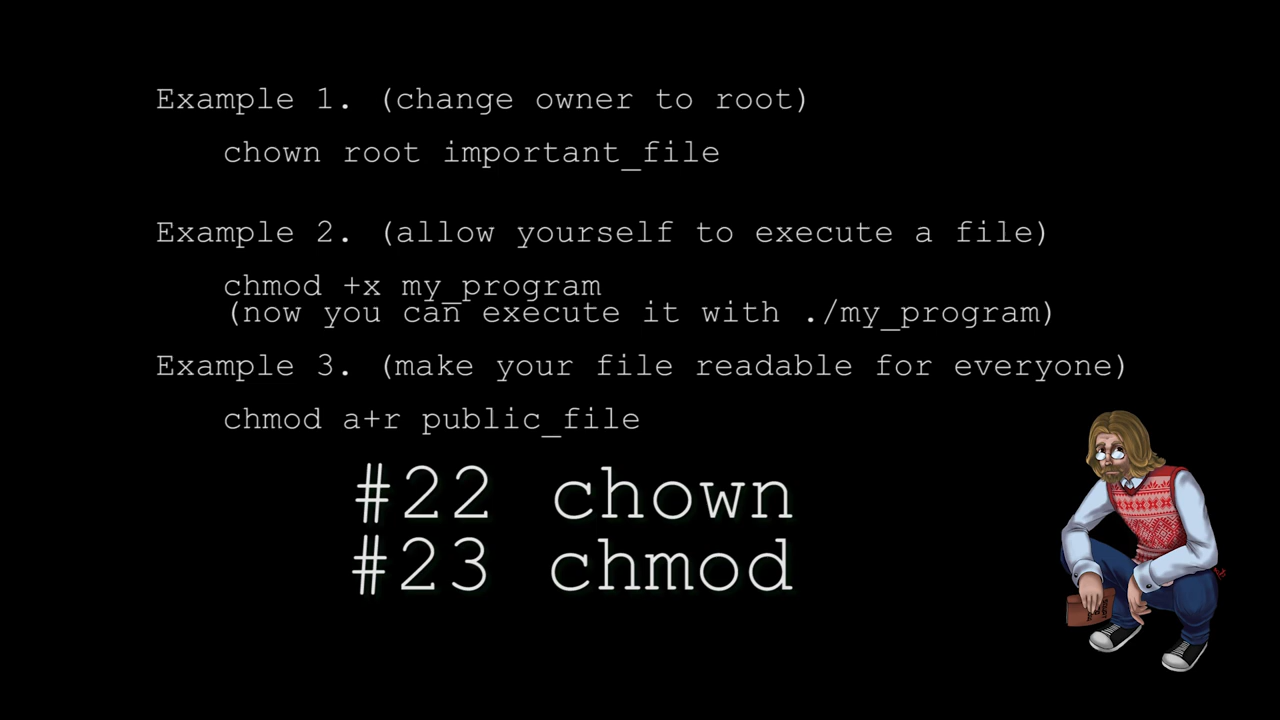 Example 1. (change owner to root)
chown root important_file
Example 2. (allow yourself to execute a file)
chmod +x my_program
(now you can execute it with ./my_program)
Example 3. (make your file readable for everyone)
chmod a+r public_file
#22 chown
#23 chmod